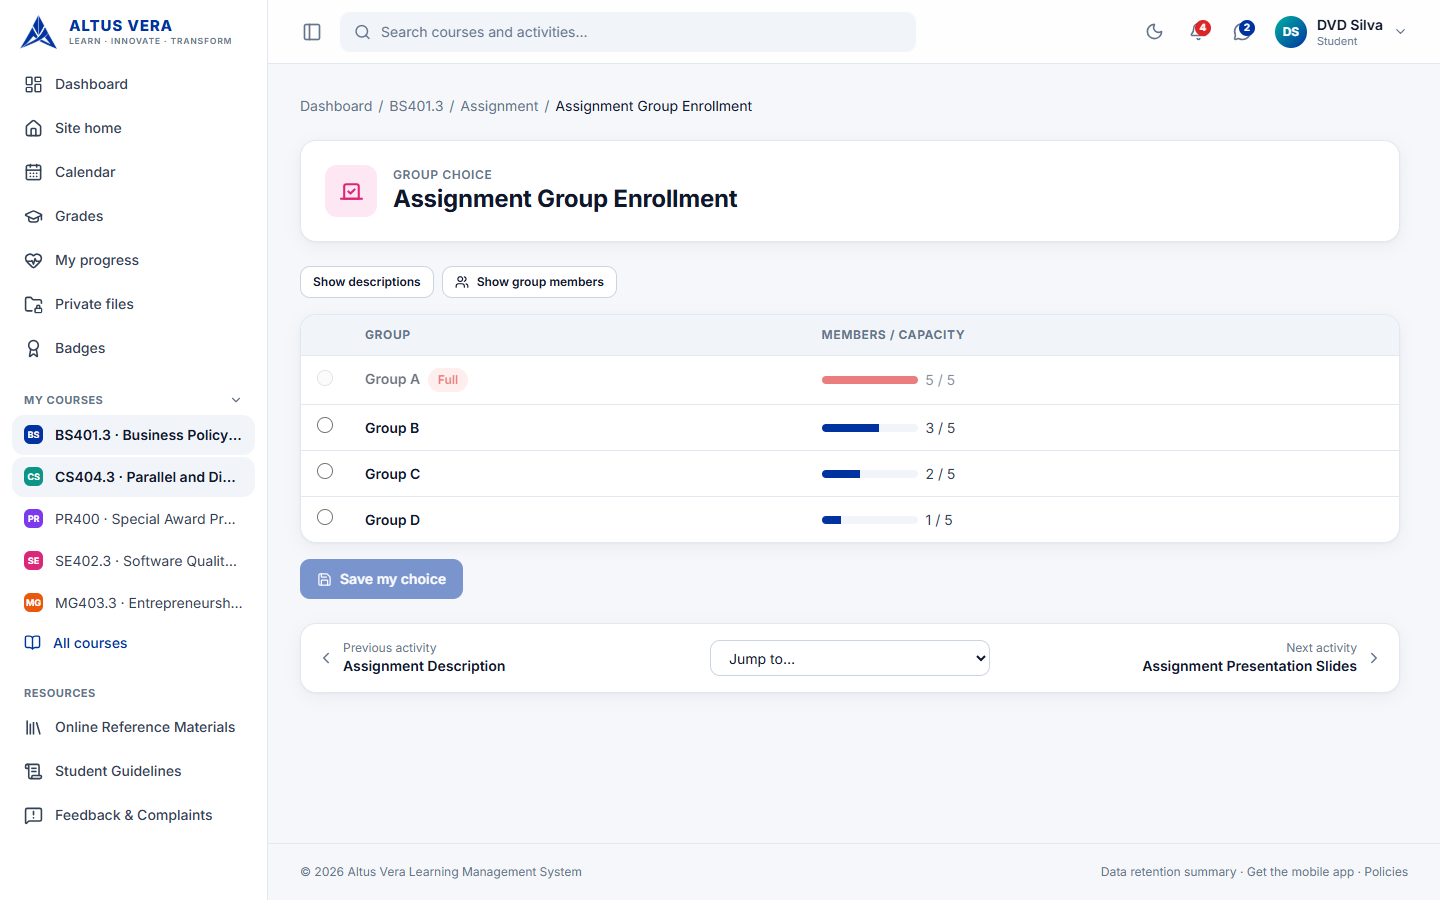 ALTUS VERA
LEARN · INNOVATE · TRANSFORM
Dashboard
Site home
Calendar
Grades
My progress
Private files
Badges
MY COURSES
BS BS401.3 · Business Policy...
CS CS404.3 · Parallel and Di...
PR PR400 · Special Award Pr...
SE SE402.3 · Software Qualit...
MG MG403.3 · Entrepreneursh...
All courses
RESOURCES
Online Reference Materials
Student Guidelines
Feedback & Complaints
Search courses and activities...
4
2
DS
DVD Silva
Student
Dashboard / BS401.3 / Assignment / Assignment Group Enrollment
GROUP CHOICE
Assignment Group Enrollment
Show descriptions
Show group members
GROUP MEMBERS / CAPACITY
Group A Full 5 / 5
Group B 3 / 5
Group C 2 / 5
Group D 1 / 5
Save my choice
Previous activity
Assignment Description
Jump to...
Next activity
Assignment Presentation Slides
© 2026 Altus Vera Learning Management System
Data retention summary · Get the mobile app · Policies